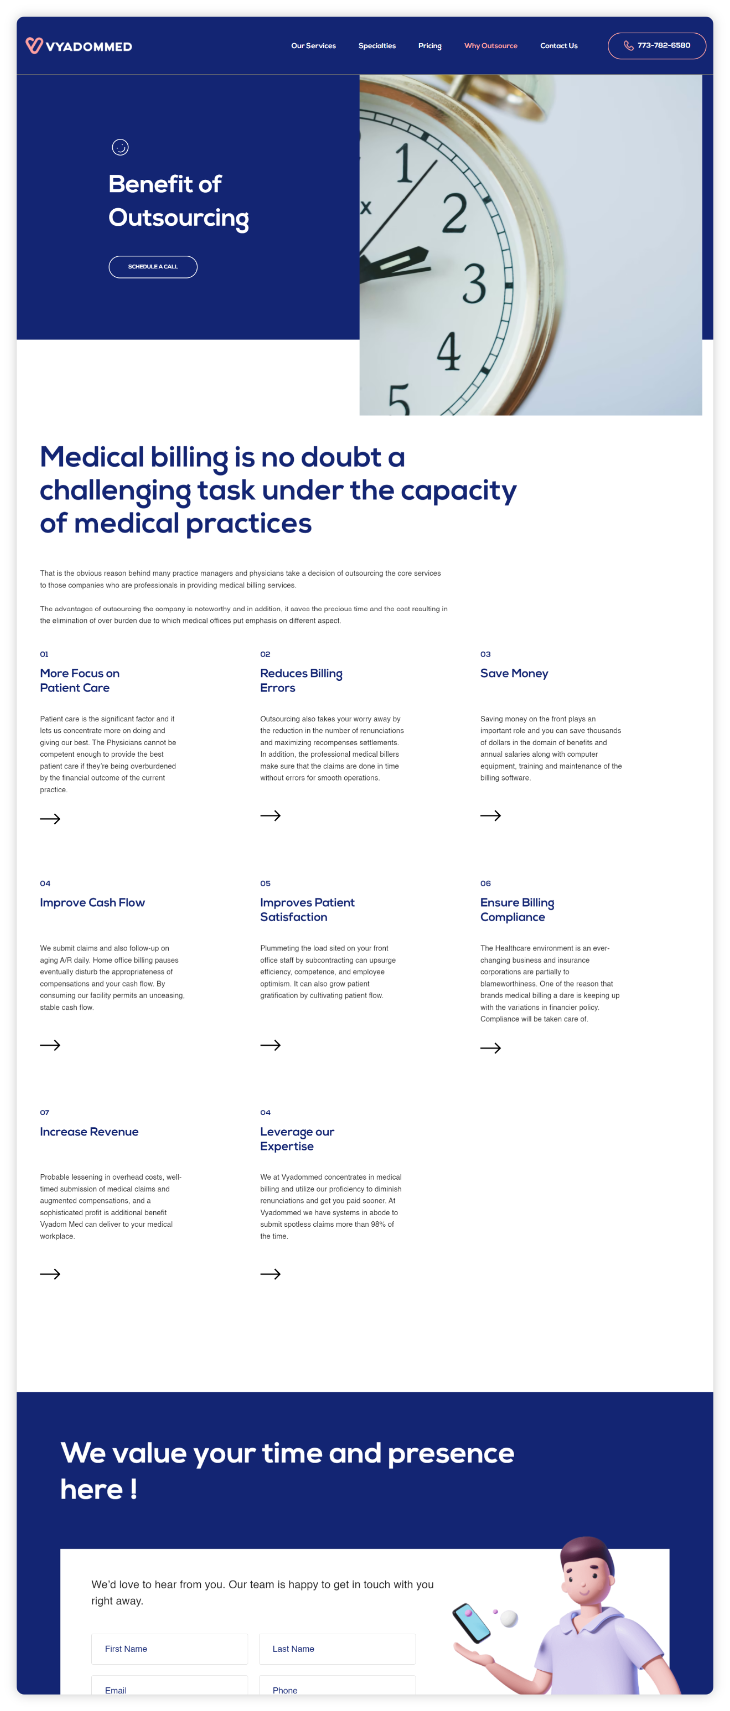 VYADOMMED
Our Services
Specialties
Pricing
Why Outsource
Contact Us
773-782-6580
Benefit of
Outsourcing
SCHEDULE A CALL
1
2
3
4
5
x
Medical billing is no doubt a
challenging task under the capacity
of medical practices
That is the obvious reason behind many practice managers and physicians take a decision of outsourcing the core services
to those companies who are professionals in providing medical billing services.
The advantages of outsourcing the company is noteworthy and in addition, it saves the precious time and the cost resulting in
the elimination of over burden due to which medical offices put emphasis on different aspect.
01
More Focus on
Patient Care
Patient care is the significant factor and it
lets us concentrate more on doing and
giving our best. The Physicians cannot be
competent enough to provide the best
patient care if they're being overburdened
by the financial outcome of the current
practice.
02
Reduces Billing
Errors
Outsourcing also takes your worry away by
the reduction in the number of renunciations
and maximizing recompenses settlements.
In addition, the professional medical billers
make sure that the claims are done in time
without errors for smooth operations.
03
Save Money
Saving money on the front plays an
important role and you can save thousands
of dollars in the domain of benefits and
annual salaries along with computer
equipment, training and maintenance of the
billing software.
04
Improve Cash Flow
We submit claims and also follow-up on
aging A/R daily. Home office billing pauses
eventually disturb the appropriateness of
compensations and your cash flow. By
consuming our facility permits an unceasing,
stable cash flow.
05
Improves Patient
Satisfaction
Plummeting the load sited on your front
office staff by subcontracting can upsurge
efficiency, competence, and employee
optimism. It can also grow patient
gratification by cultivating patient flow.
06
Ensure Billing
Compliance
The Healthcare environment is an ever-
changing business and insurance
corporations are partially to
blameworthiness. One of the reason that
brands medical billing a dare is keeping up
with the variations in financier policy.
Compliance will be taken care of.
07
Increase Revenue
Probable lessening in overhead costs, well-
timed submission of medical claims and
augmented compensations, and a
sophisticated profit is additional benefit
Vyadom Med can deliver to your medical
workplace.
04
Leverage our
Expertise
We at Vyadommed concentrates in medical
billing and utilize our proficiency to diminish
renunciations and get you paid sooner. At
Vyadommed we have systems in abode to
submit spotless claims more than 98% of
the time.
We value your time and presence
here !
We'd love to hear from you. Our team is happy to get in touch with you
right away.
First Name
Last Name
Email
Phone